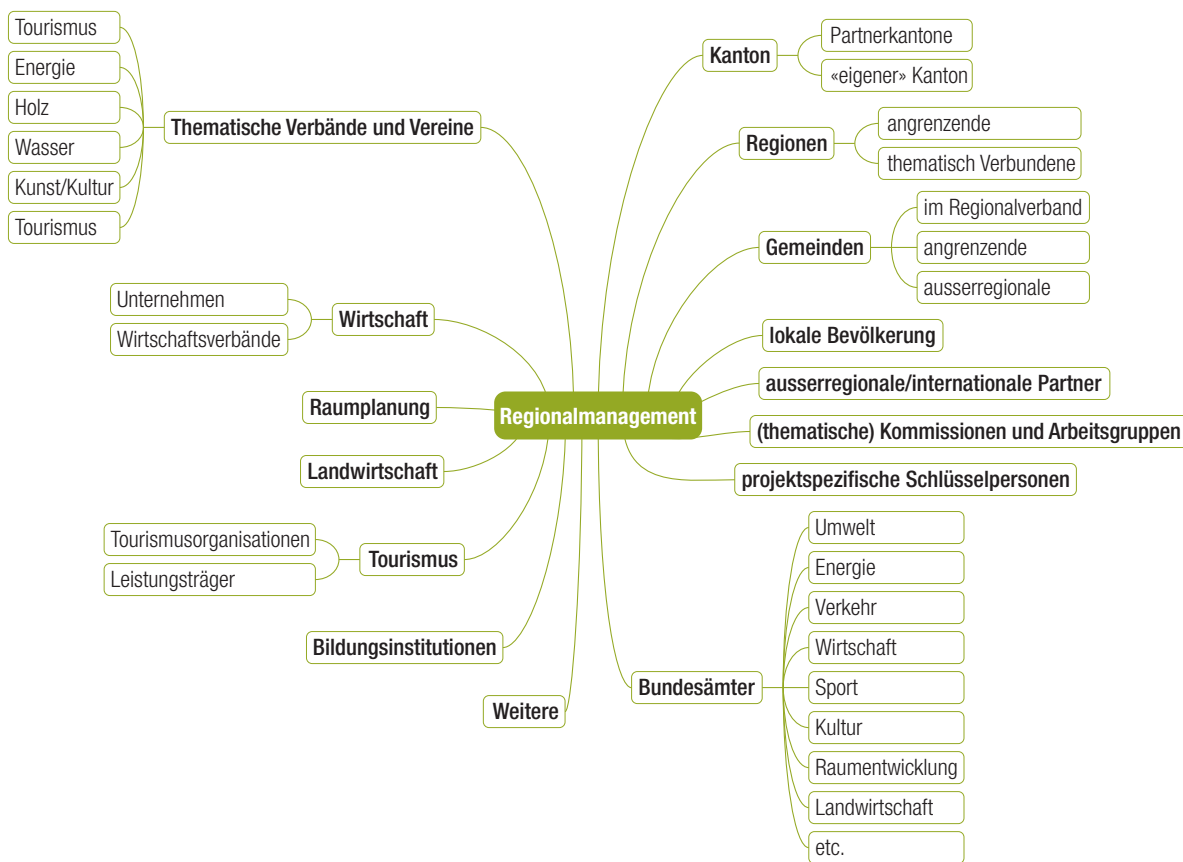 Tourismus
Energie
Holz
Wasser
Kunst/Kultur
Tourismus
Thematische Verbände und Vereine
Unternehmen
Wirtschaftsverbände
Wirtschaft
Raumplanung
Landwirtschaft
Tourismusorganisationen
Leistungsträger
Tourismus
Bildungsinstitutionen
Weitere
Regionalmanagement
Kanton
Partnerkantone
«eigener» Kanton
Regionen
angrenzende
thematisch Verbundene
Gemeinden
im Regionalverband
angrenzende
ausserregionale
lokale Bevölkerung
ausserregionale/internationale Partner
(thematische) Kommissionen und Arbeitsgruppen
projektspezifische Schlüsselpersonen
Bundesämter
Umwelt
Energie
Verkehr
Wirtschaft
Sport
Kultur
Raumentwicklung
Landwirtschaft
etc.